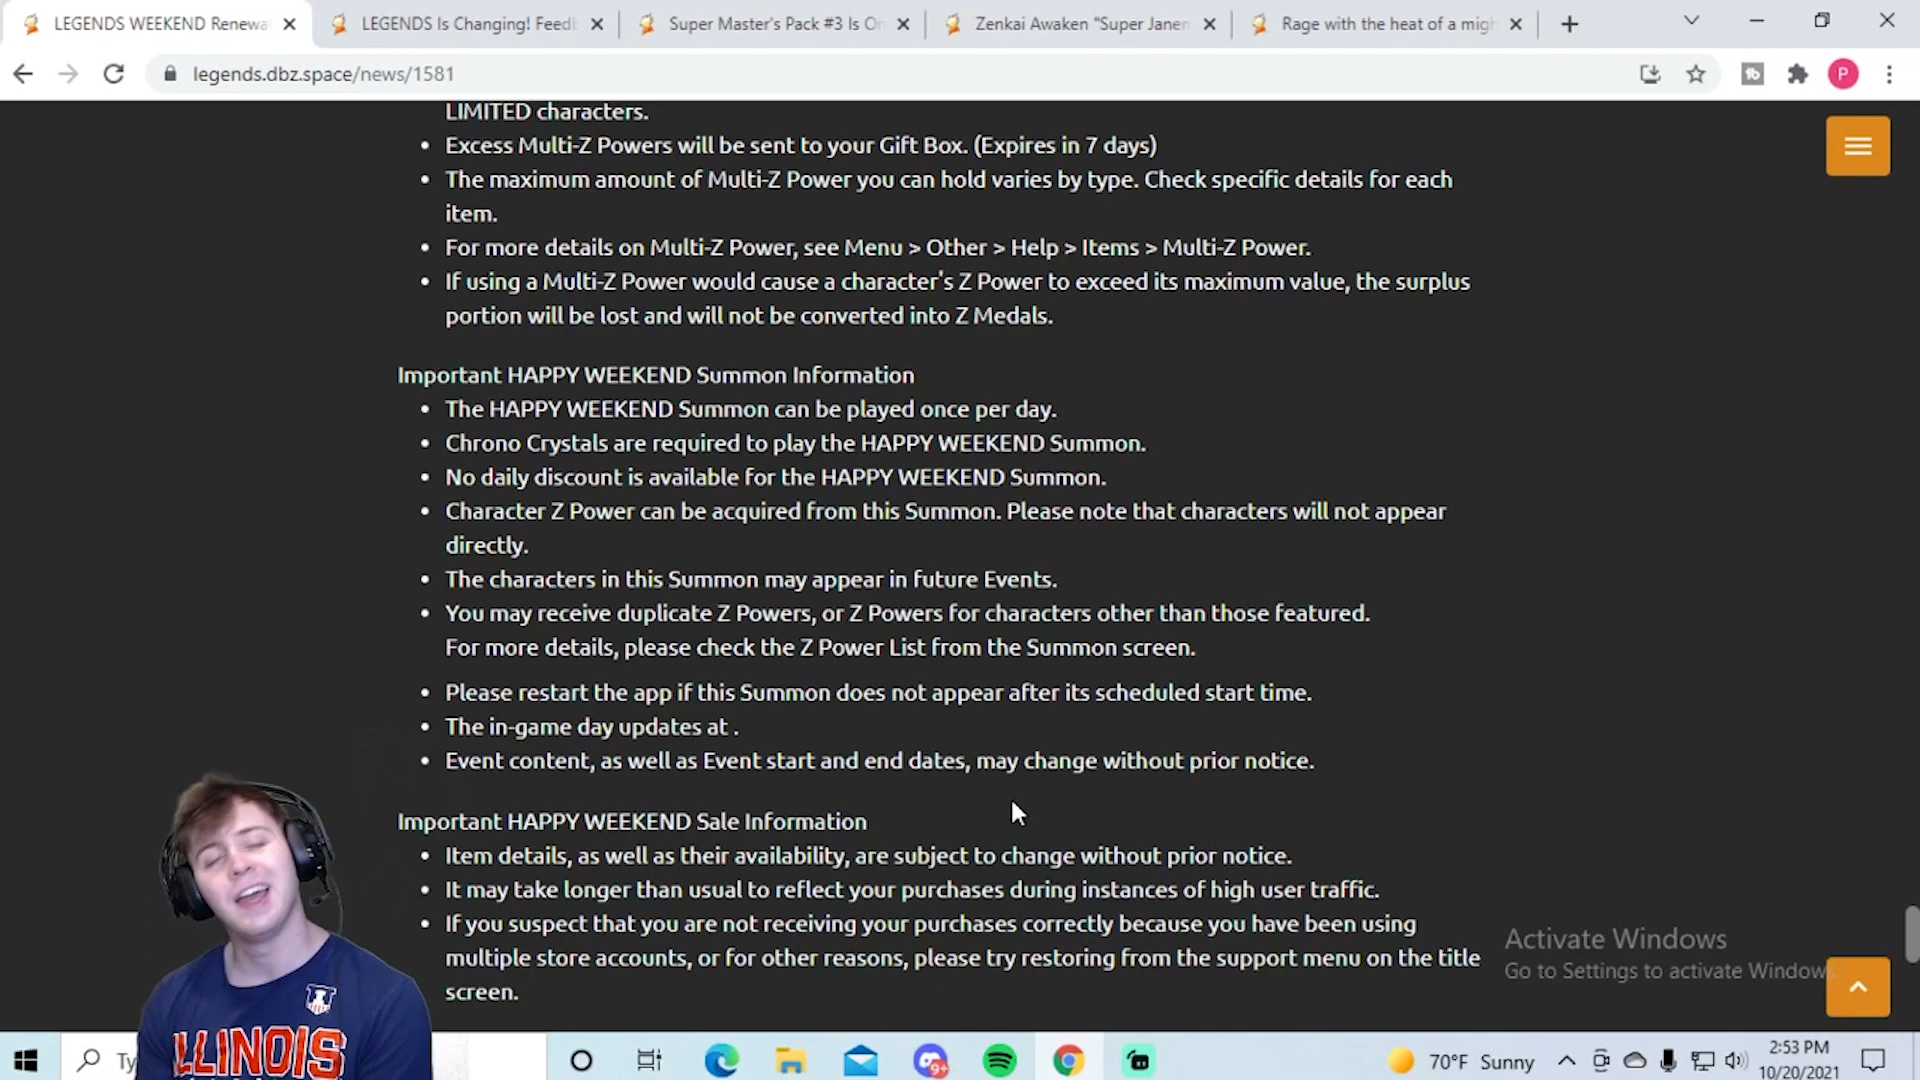 LEGENDS WEEKEND Renewa
LEGENDS Is Changing! Feedb
Super Master's Pack #3 Is On
Zenkai Awaken "Super Janem
Rage with the heat of a migh
legends.dbz.space/news/1581
P
LIMITED characters.
• Excess Multi-Z Powers will be sent to your Gift Box. (Expires in 7 days)
• The maximum amount of Multi-Z Power you can hold varies by type. Check specific details for each
item.
• For more details on Multi-Z Power, see Menu > Other > Help > Items > Multi-Z Power.
• If using a Multi-Z Power would cause a character's Z Power to exceed its maximum value, the surplus
portion will be lost and will not be converted into Z Medals.
Important HAPPY WEEKEND Summon Information
• The HAPPY WEEKEND Summon can be played once per day.
• Chrono Crystals are required to play the HAPPY WEEKEND Summon.
• No daily discount is available for the HAPPY WEEKEND Summon.
• Character Z Power can be acquired from this Summon. Please note that characters will not appear
directly.
• The characters in this Summon may appear in future Events.
• You may receive duplicate Z Powers, or Z Powers for characters other than those featured.
For more details, please check the Z Power List from the Summon screen.
• Please restart the app if this Summon does not appear after its scheduled start time.
• The in-game day updates at .
• Event content, as well as Event start and end dates, may change without prior notice.
Important HAPPY WEEKEND Sale Information
• Item details, as well as their availability, are subject to change without prior notice.
• It may take longer than usual to reflect your purchases during instances of high user traffic.
• If you suspect that you are not receiving your purchases correctly because you have been using
multiple store accounts, or for other reasons, please try restoring from the support menu on the title
screen.
Activate Windows
Go to Settings to activate Windows.
ILLINOIS
Ty
9+
70°F Sunny
2:53 PM
10/20/2021